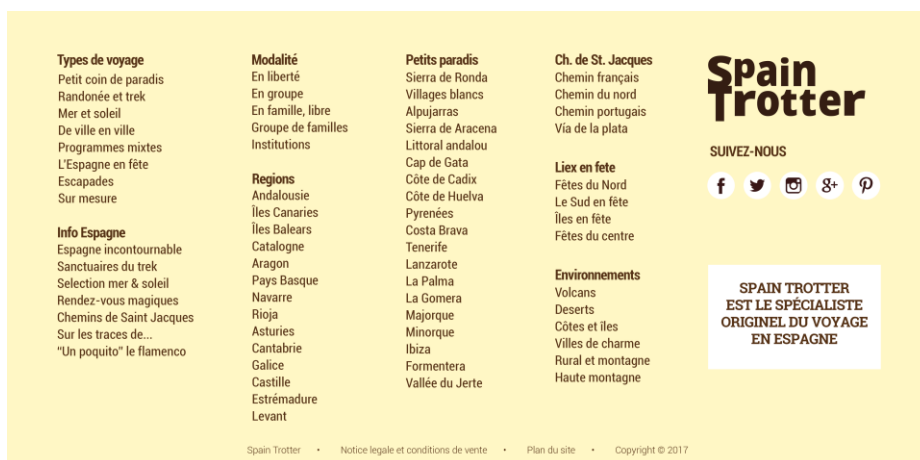 Types de voyage
Petit coin de paradis
Randonée et trek
Mer et soleil
De ville en ville
Programmes mixtes
L'Espagne en fête
Escapades
Sur mesure
Info Espagne
Espagne incontournable
Sanctuaires du trek
Selection mer & soleil
Rendez-vous magiques
Chemins de Saint Jacques
Sur les traces de...
"Un poquito" le flamenco
Modalité
En liberté
En groupe
En famille, libre
Groupe de familles
Institutions
Regions
Andalousie
Îles Canaries
Îles Balears
Catalogne
Aragon
Pays Basque
Navarre
Rioja
Asturies
Cantabrie
Galice
Castille
Estrémadure
Levant
Petits paradis
Sierra de Ronda
Villages blancs
Alpujarras
Sierra de Aracena
Littoral andalou
Cap de Gata
Côte de Cadix
Côte de Huelva
Pyrenées
Costa Brava
Tenerife
Lanzarote
La Palma
La Gomera
Majorque
Minorque
Ibiza
Formentera
Vallée du Jerte
Ch. de St. Jacques
Chemin français
Chemin du nord
Chemin portugais
Vía de la plata
Liex en fete
Fêtes du Nord
Le Sud en fête
Îles en fête
Fêtes du centre
Environnements
Volcans
Deserts
Côtes et îles
Villes de charme
Rural et montagne
Haute montagne
Spain
Trotter
SUIVEZ-NOUS
SPAIN TROTTER
EST LE SPÉCIALISTE
ORIGINEL DU VOYAGE
EN ESPAGNE
Spain Trotter • Notice legale et conditions de vente • Plan du site • Copyright © 2017